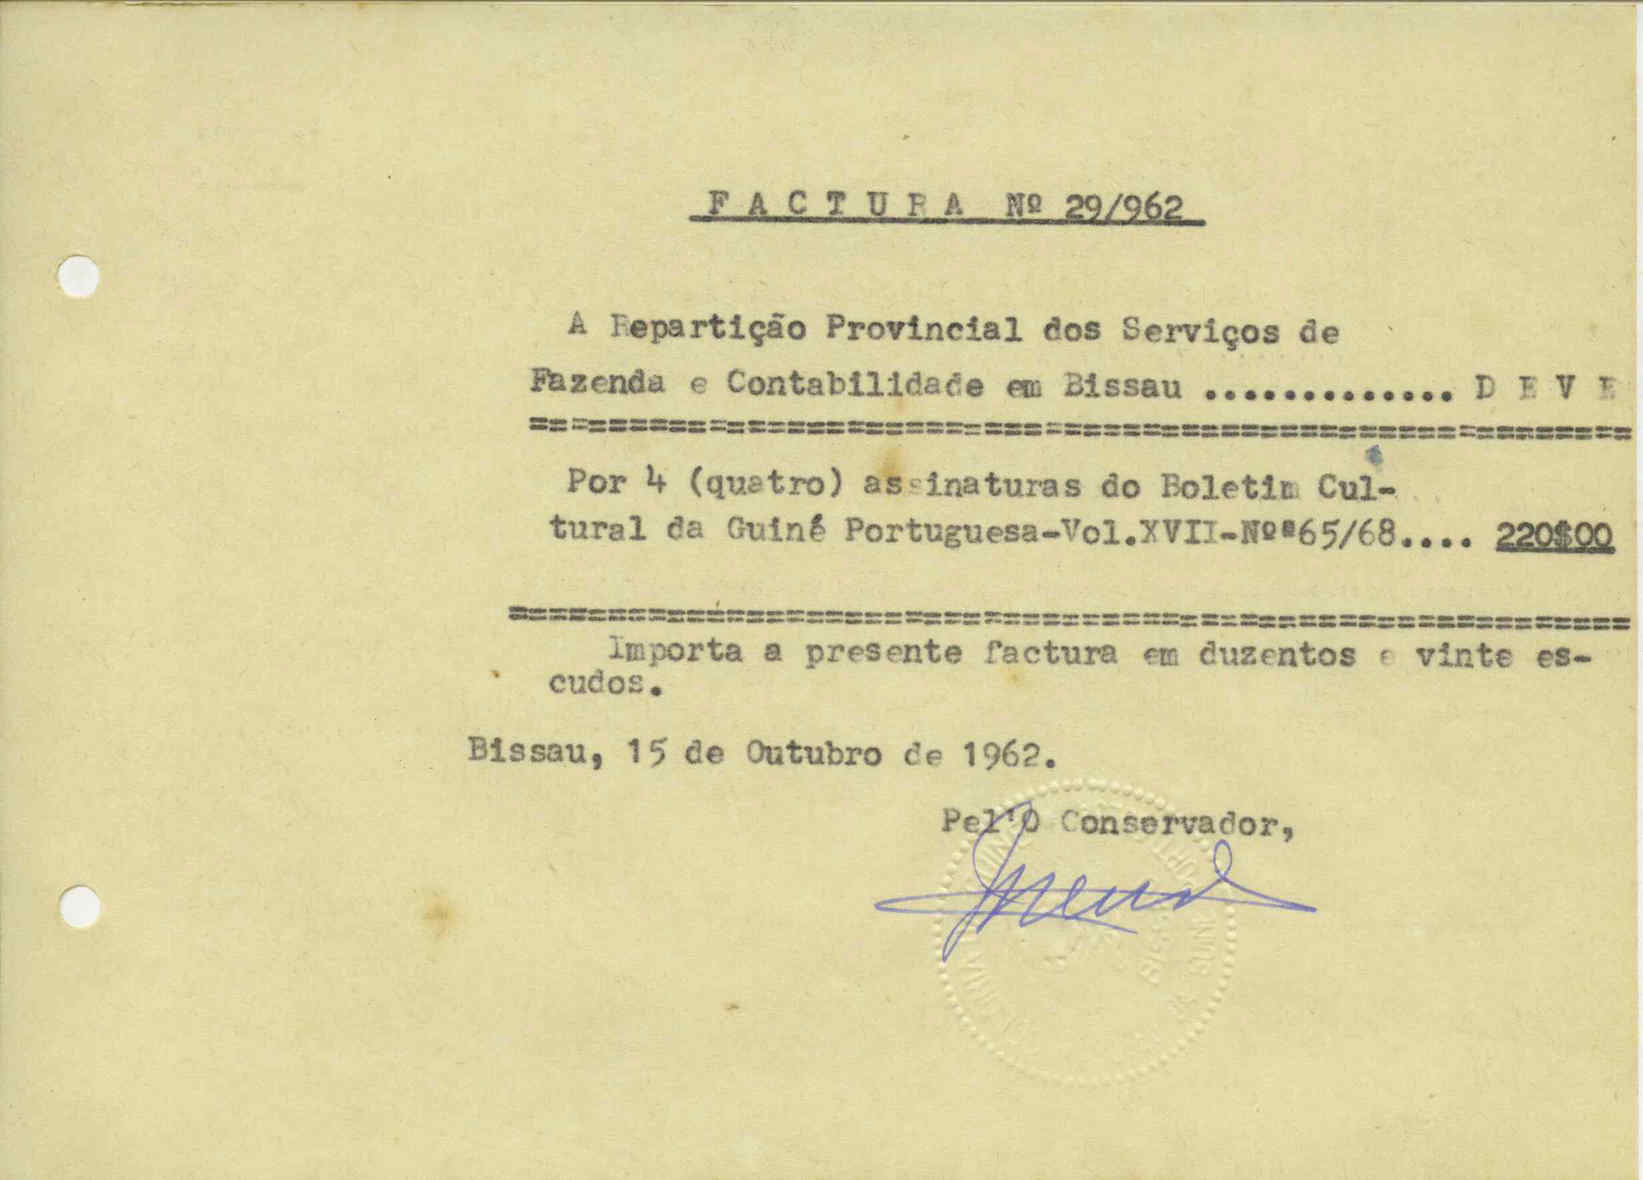 FACTURA Nº 29/962
A Repartição Provincial dos Serviços de
Fazenda e Contabilidade em Bissau ............. D E V E
Por 4 (quatro) assinaturas do Boletim Cul-
tural da Guiné Portuguesa-Vol.XVII-Nºs65/68.... 220$00
Importa a presente factura em duzentos e vinte es-
cudos.
Bissau, 15 de Outubro de 1962.
Pel'O Conservador,